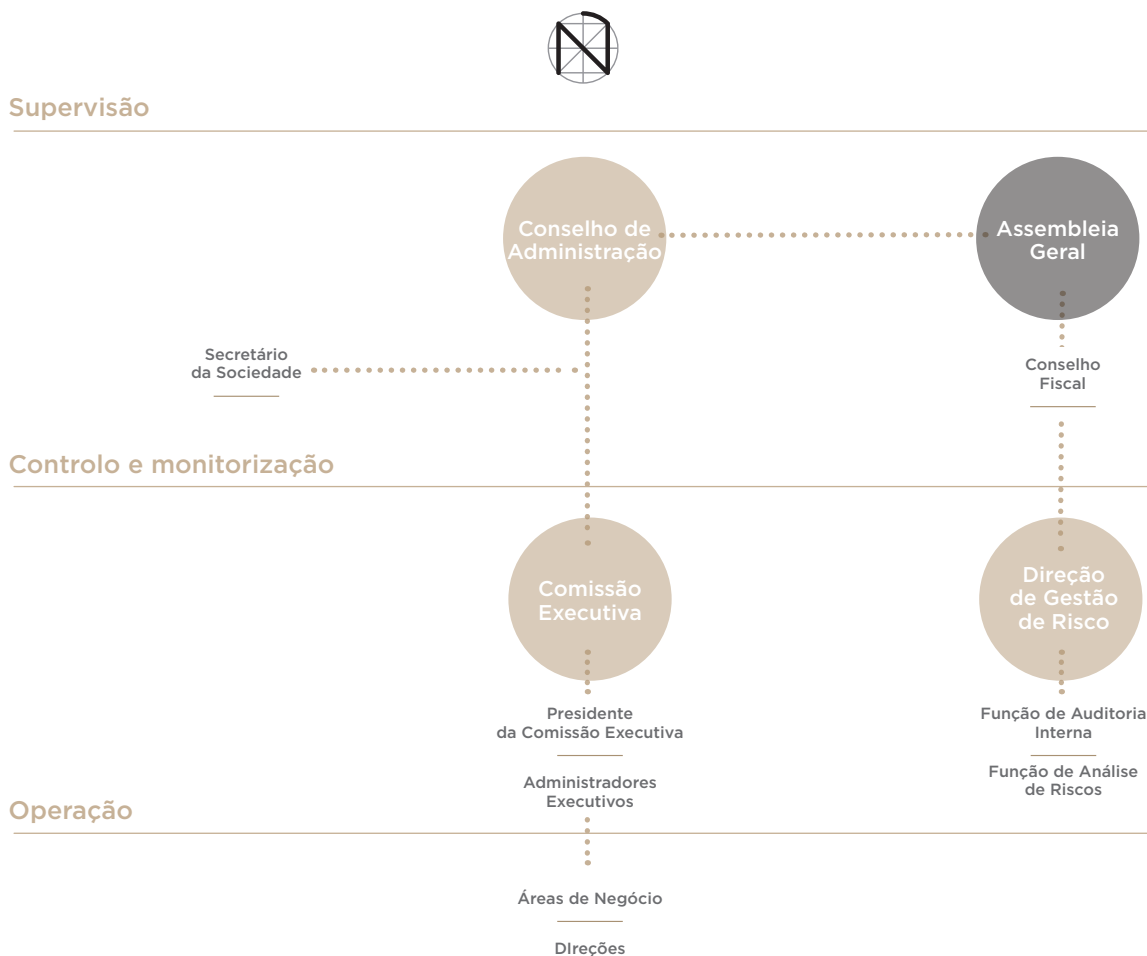 Supervisão
Conselho de
Administração
Assembleia
Geral
Secretário
da Sociedade
Conselho
Fiscal
Controlo e monitorização
Comissão
Executiva
Direção
de Gestão
de Risco
Presidente
da Comissão Executiva
Administradores
Executivos
Função de Auditoria
Interna
Função de Análise
de Riscos
Operação
Áreas de Negócio
DIreções